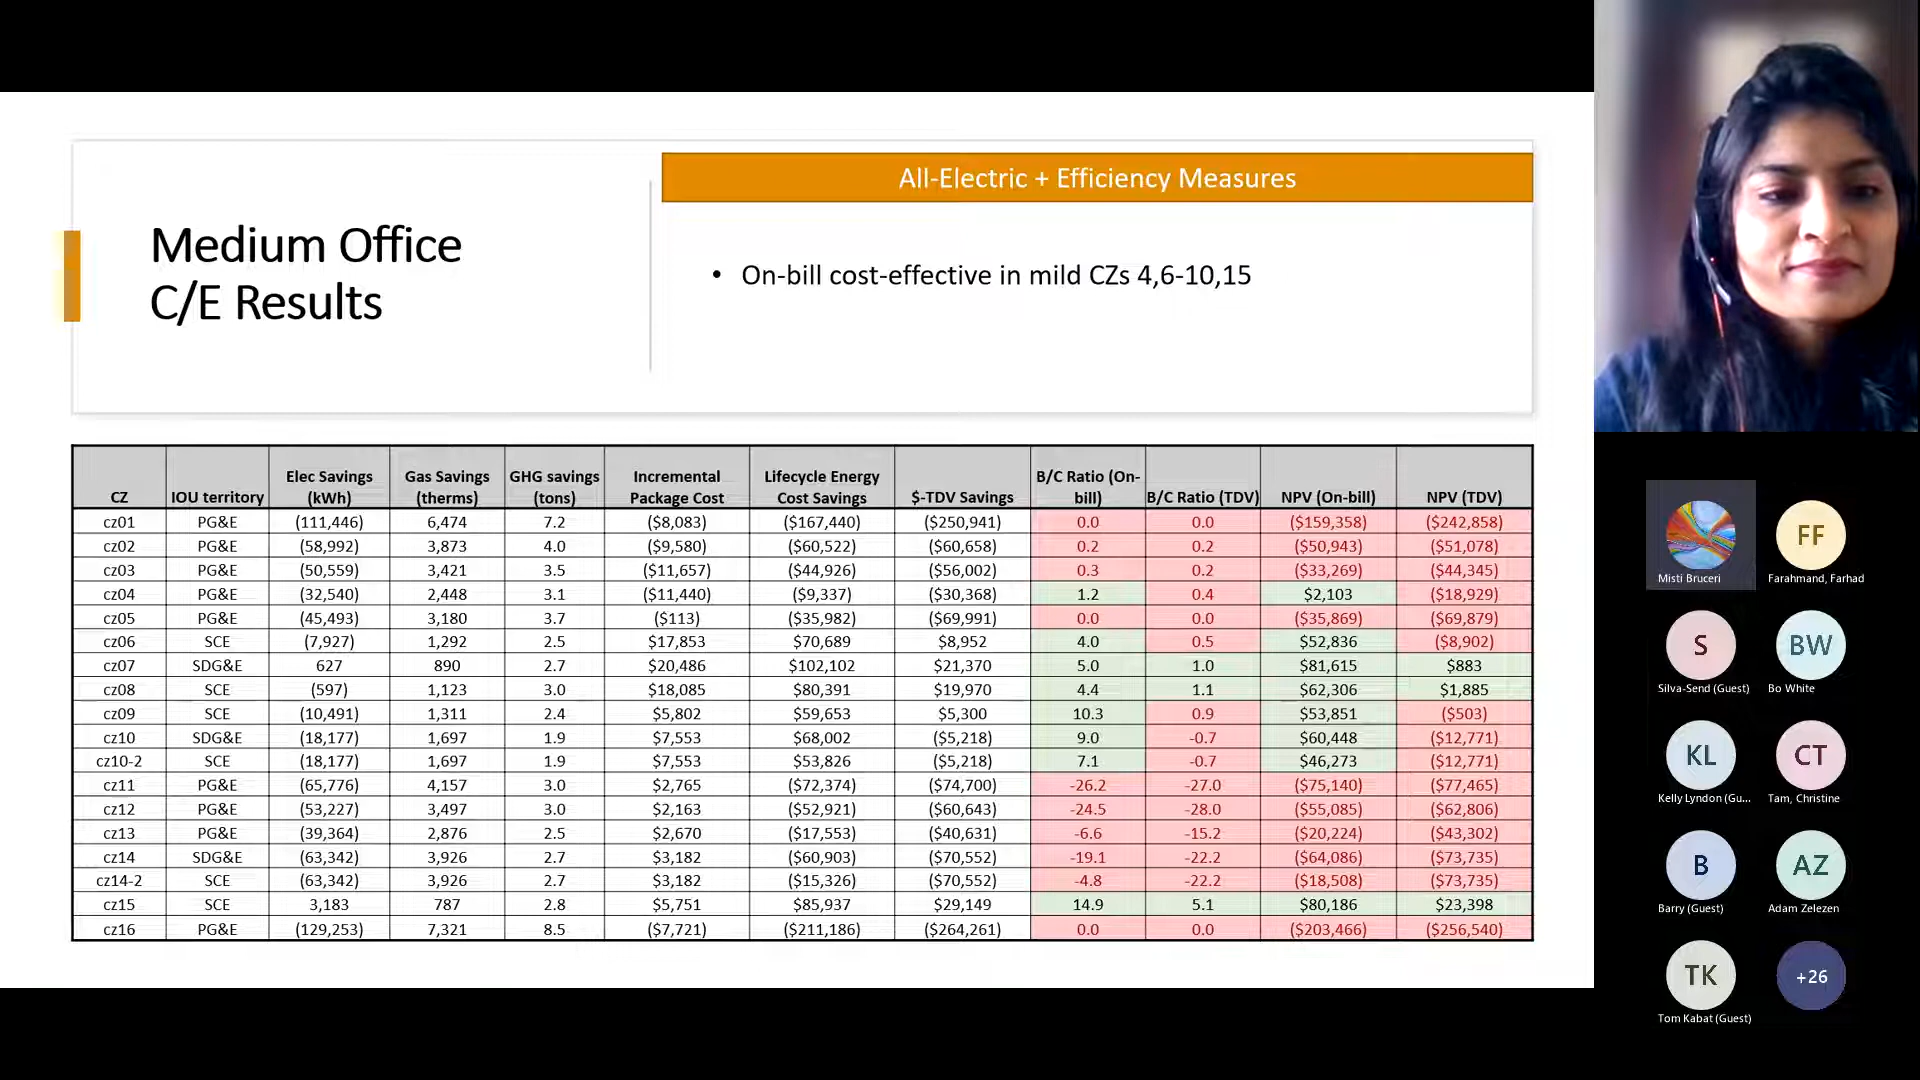 Medium Office
C/E Results
All-Electric + Efficiency Measures
• On-bill cost-effective in mild CZs 4,6-10,15
CZ IOU territory Elec Savings (kWh) Gas Savings (therms) GHG savings (tons) Incremental Package Cost Lifecycle Energy Cost Savings $-TDV Savings B/C Ratio (On-bill) B/C Ratio (TDV) NPV (On-bill) NPV (TDV)
cz01 PG&E (111,446) 6,474 7.2 ($8,083) ($167,440) ($250,941) 0.0 0.0 ($159,358) ($242,858)
cz02 PG&E (58,992) 3,873 4.0 ($9,580) ($60,522) ($60,658) 0.2 0.2 ($50,943) ($51,078)
cz03 PG&E (50,559) 3,421 3.5 ($11,657) ($44,926) ($56,002) 0.3 0.2 ($33,269) ($44,345)
cz04 PG&E (32,540) 2,448 3.1 ($11,440) ($9,337) ($30,368) 1.2 0.4 $2,103 ($18,929)
cz05 PG&E (45,493) 3,180 3.7 ($113) ($35,982) ($69,991) 0.0 0.0 ($35,869) ($69,879)
cz06 SCE (7,927) 1,292 2.5 $17,853 $70,689 $8,952 4.0 0.5 $52,836 ($8,902)
cz07 SDG&E 627 890 2.7 $20,486 $102,102 $21,370 5.0 1.0 $81,615 $883
cz08 SCE (597) 1,123 3.0 $18,085 $80,391 $19,970 4.4 1.1 $62,306 $1,885
cz09 SCE (10,491) 1,311 2.4 $5,802 $59,653 $5,300 10.3 0.9 $53,851 ($503)
cz10 SDG&E (18,177) 1,697 1.9 $7,553 $68,002 ($5,218) 9.0 -0.7 $60,448 ($12,771)
cz10-2 SCE (18,177) 1,697 1.9 $7,553 $53,826 ($5,218) 7.1 -0.7 $46,273 ($12,771)
cz11 PG&E (65,776) 4,157 3.0 $2,765 ($72,374) ($74,700) -26.2 -27.0 ($75,140) ($77,465)
cz12 PG&E (53,227) 3,497 3.0 $2,163 ($52,921) ($60,643) -24.5 -28.0 ($55,085) ($62,806)
cz13 PG&E (39,364) 2,876 2.5 $2,670 ($17,553) ($40,631) -6.6 -15.2 ($20,224) ($43,302)
cz14 SDG&E (63,342) 3,926 2.7 $3,182 ($60,903) ($70,552) -19.1 -22.2 ($64,086) ($73,735)
cz14-2 SCE (63,342) 3,926 2.7 $3,182 ($15,326) ($70,552) -4.8 -22.2 ($18,508) ($73,735)
cz15 SCE 3,183 787 2.8 $5,751 $85,937 $29,149 14.9 5.1 $80,186 $23,398
cz16 PG&E (129,253) 7,321 8.5 ($7,721) ($211,186) ($264,261) 0.0 0.0 ($203,466) ($256,540)
FF
Misti Bruceri Farahmand, Farhad
S BW
Silva-Send (Guest) Bo White
KL CT
Kelly Lyndon (Gu... Tam, Christine
B AZ
Barry (Guest) Adam Zelezen
TK +26
Tom Kabat (Guest)